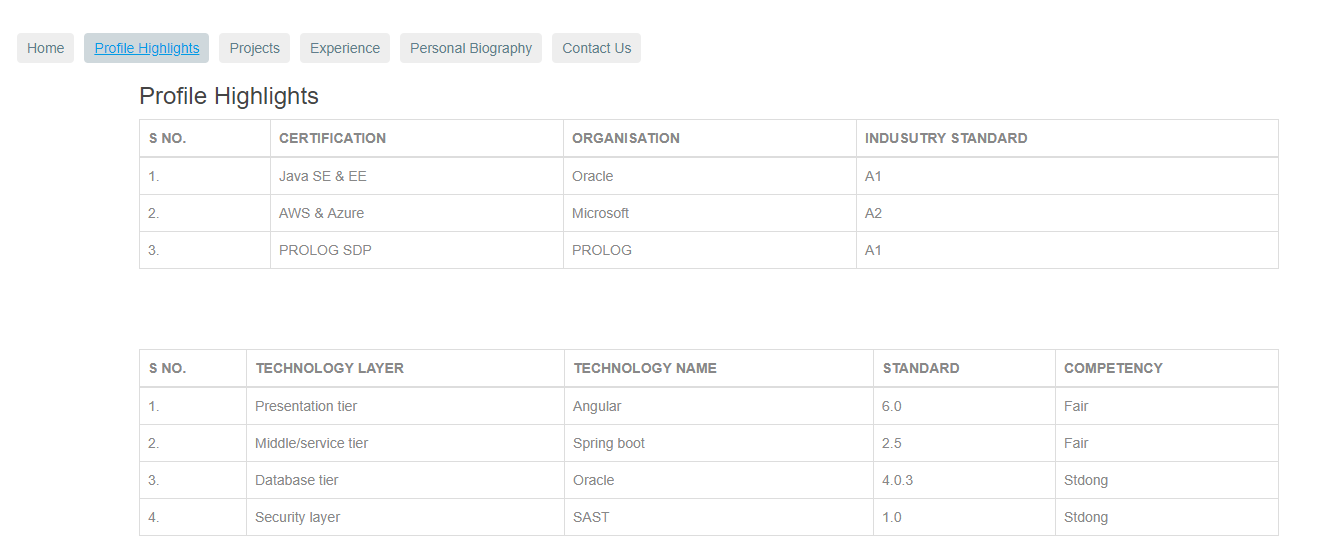 Home Profile Highlights Projects Experience Personal Biography Contact Us
Profile Highlights
S NO. CERTIFICATION ORGANISATION INDUSUTRY STANDARD
1. Java SE & EE Oracle A1
2. AWS & Azure Microsoft A2
3. PROLOG SDP PROLOG A1
S NO. TECHNOLOGY LAYER TECHNOLOGY NAME STANDARD COMPETENCY
1. Presentation tier Angular 6.0 Fair
2. Middle/service tier Spring boot 2.5 Fair
3. Database tier Oracle 4.0.3 Stdong
4. Security layer SAST 1.0 Stdong